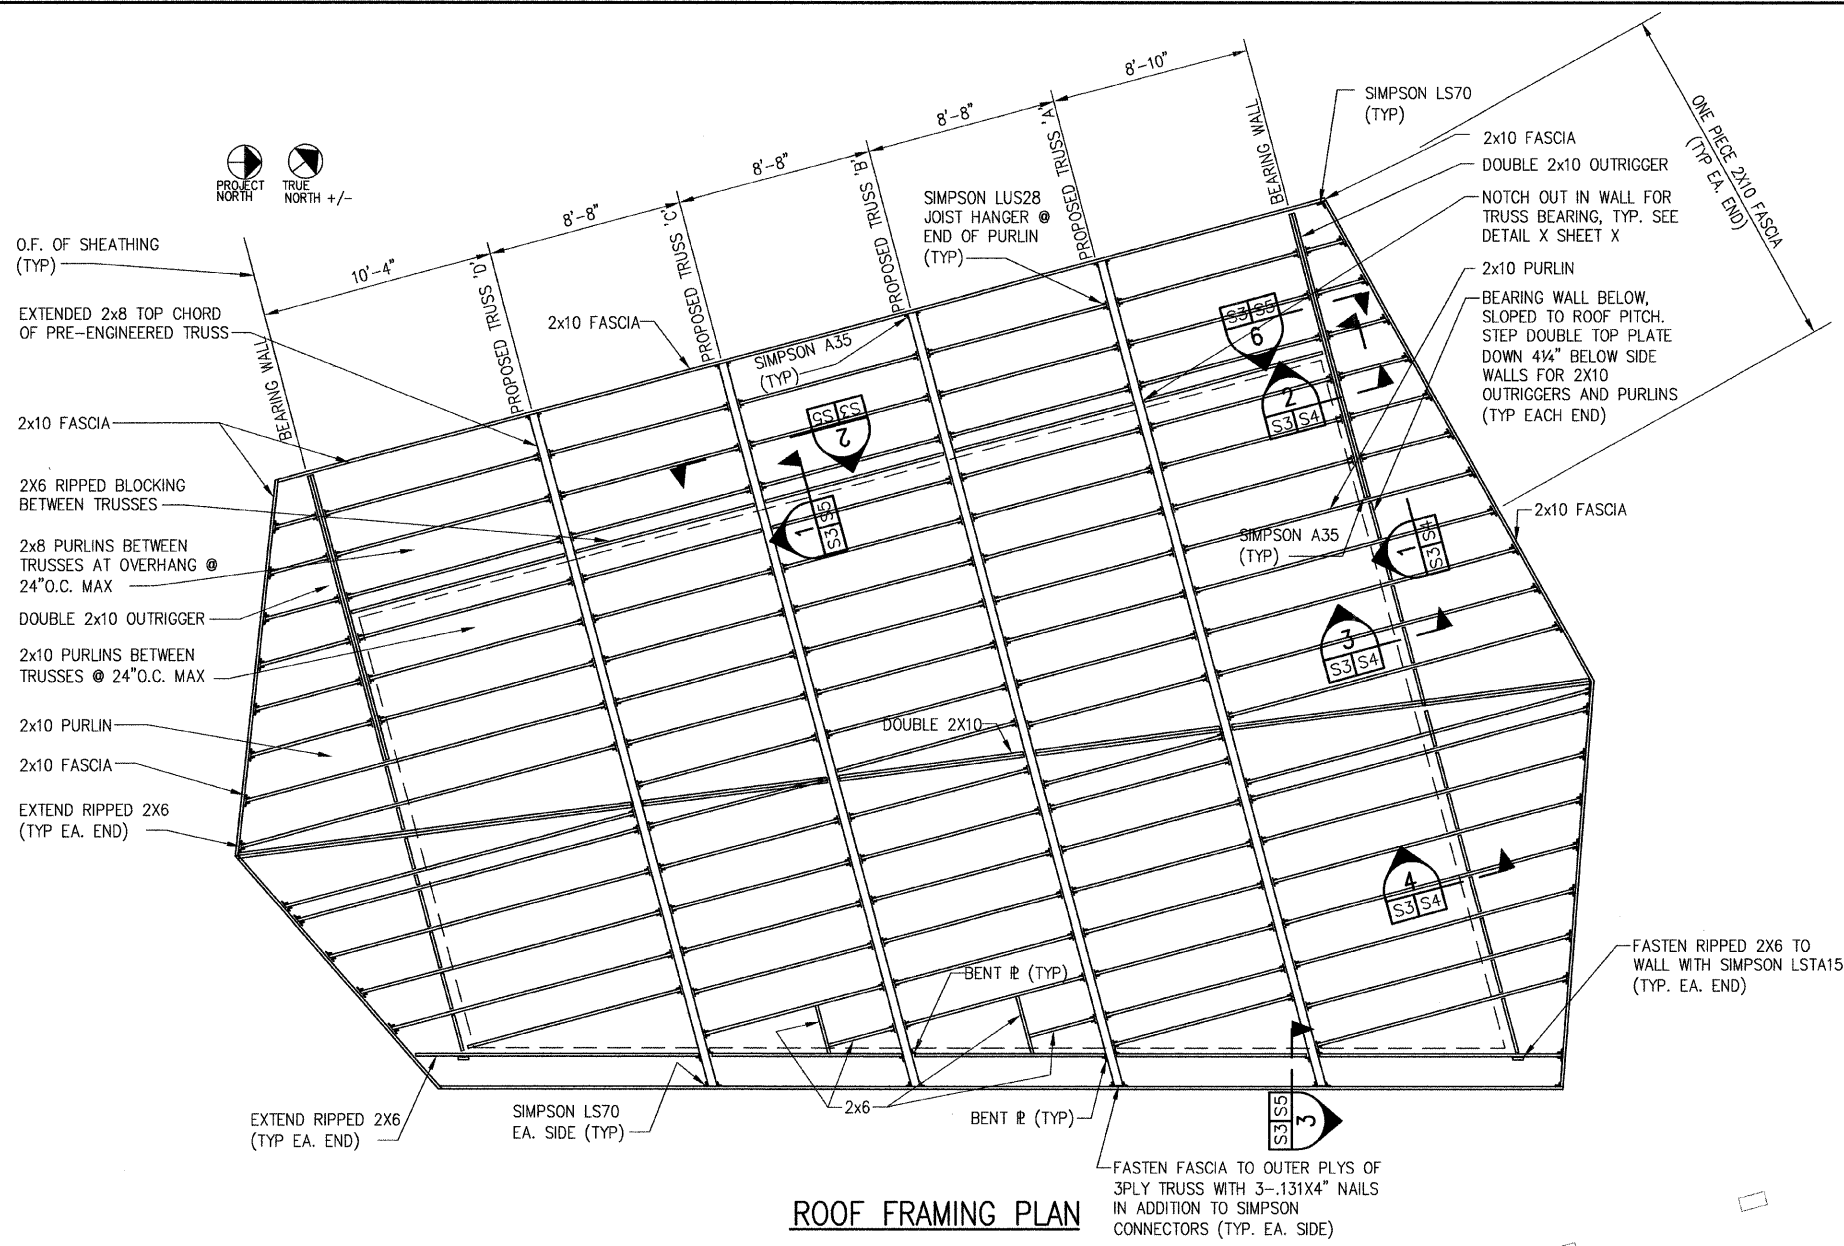 8'-10"
8'-8"
8'-8"
8'-8"
10'-4"
BEARING WALL
PROPOSED TRUSS 'A'
PROPOSED TRUSS 'B'
PROPOSED TRUSS 'C'
PROPOSED TRUSS 'D'
BEARING WALL
PROJECT
NORTH
TRUE
NORTH +/-
O.F. OF SHEATHING
(TYP)
EXTENDED 2x8 TOP CHORD
OF PRE-ENGINEERED TRUSS
2x10 FASCIA
2X6 RIPPED BLOCKING
BETWEEN TRUSSES
2x8 PURLINS BETWEEN
TRUSSES AT OVERHANG @
24"O.C. MAX
DOUBLE 2x10 OUTRIGGER
2x10 PURLINS BETWEEN
TRUSSES @ 24"O.C. MAX
2x10 PURLIN
2x10 FASCIA
EXTEND RIPPED 2X6
(TYP EA. END)
2x10 FASCIA
SIMPSON A35
(TYP)
SIMPSON LUS28
JOIST HANGER @
END OF PURLIN
(TYP)
SIMPSON LS70
(TYP)
2x10 FASCIA
DOUBLE 2x10 OUTRIGGER
NOTCH OUT IN WALL FOR
TRUSS BEARING, TYP. SEE
DETAIL X SHEET X
2x10 PURLIN
BEARING WALL BELOW,
SLOPED TO ROOF PITCH.
STEP DOUBLE TOP PLATE
DOWN 4¼" BELOW SIDE
WALLS FOR 2X10
OUTRIGGERS AND PURLINS
(TYP EACH END)
ONE PIECE 2X10 FASCIA
(TYP EA. END)
2x10 FASCIA
SIMPSON A35
(TYP)
6
S3 S5
2
S3 S4
2
S3 S5
1
S3 S5
1
S3 S4
3
S3 S4
4
S3 S4
DOUBLE 2X10
BENT ⅊ (TYP)
FASTEN RIPPED 2X6 TO
WALL WITH SIMPSON LSTA15
(TYP. EA. END)
EXTEND RIPPED 2X6
(TYP EA. END)
SIMPSON LS70
EA. SIDE (TYP)
2x6
BENT ⅊ (TYP)
3
S3 S5
FASTEN FASCIA TO OUTER PLYS OF
3PLY TRUSS WITH 3-.131X4" NAILS
IN ADDITION TO SIMPSON
CONNECTORS (TYP. EA. SIDE)
ROOF FRAMING PLAN